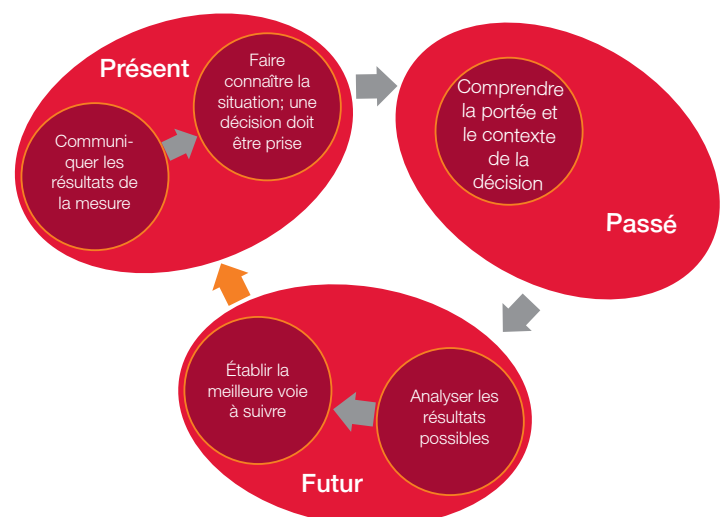 Présent
Faire
connaître la
situation; une
décision doit
être prise
Communi-
quer les
résultats de
la mesure
Comprendre
la portée et
le contexte
de la
décision
Passé
Établir la
meilleure voie
à suivre
Analyser les
résultats
possibles
Futur